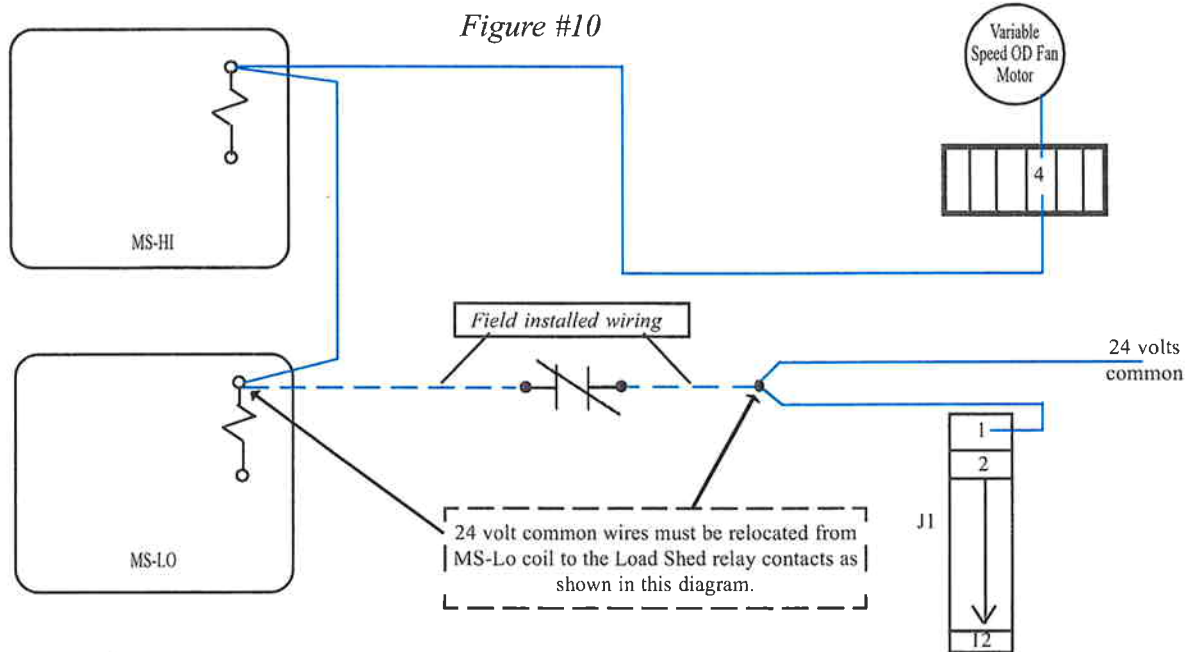 Figure #10
Variable
Speed OD Fan
Motor
4
MS-HI
Field installed wiring
24 volts
common
1
2
J1
12
MS-LO
24 volt common wires must be relocated from
MS-Lo coil to the Load Shed relay contacts as
shown in this diagram.